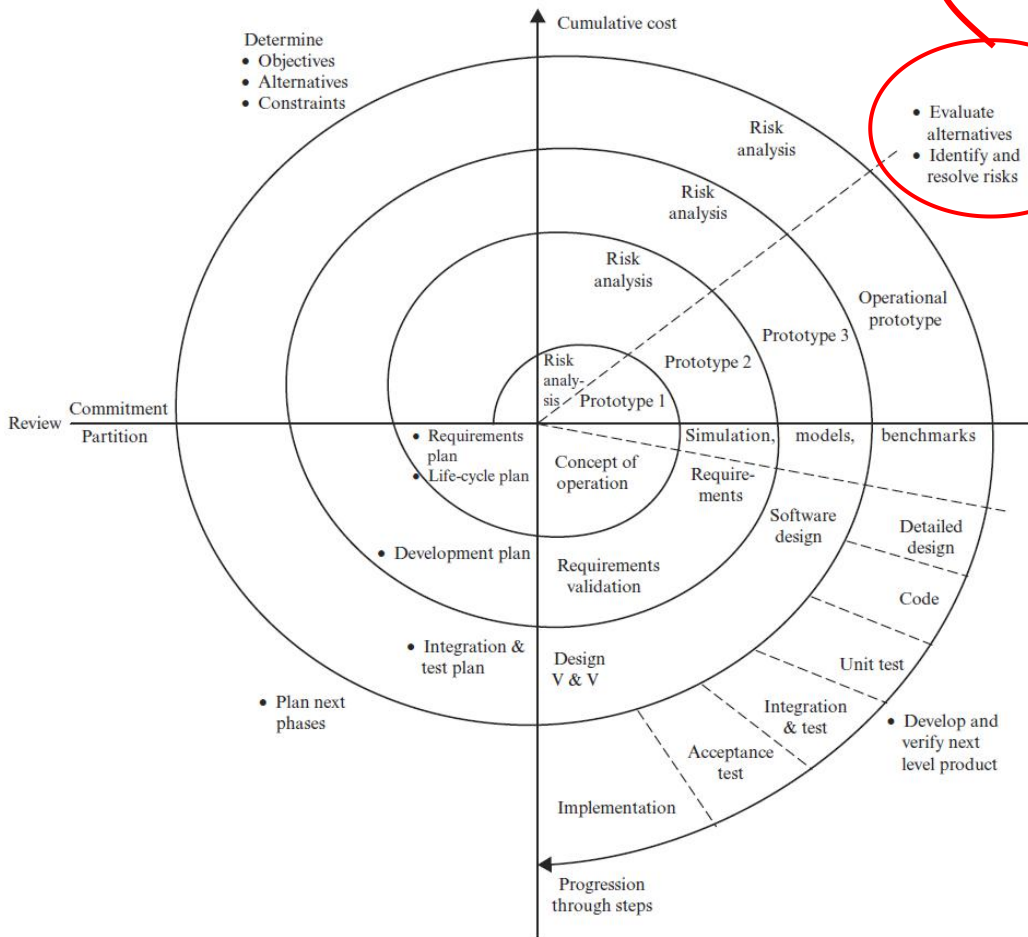 Cumulative cost
Determine
• Objectives
• Alternatives
• Constraints
• Evaluate
alternatives
• Identify and
resolve risks
Risk
analysis
Risk
analysis
Risk
analysis
Risk
analy-
sis
Operational
prototype
Prototype 3
Prototype 2
Prototype 1
Review
Commitment
Partition
• Requirements
plan
• Life-cycle plan
Concept of
operation
Simulation, models, benchmarks
Require-
ments
Software
design
Detailed
design
• Development plan
Requirements
validation
Code
• Integration &
test plan
Design
V & V
Unit test
Integration
& test
Acceptance
test
Implementation
• Plan next
phases
• Develop and
verify next
level product
Progression
through steps